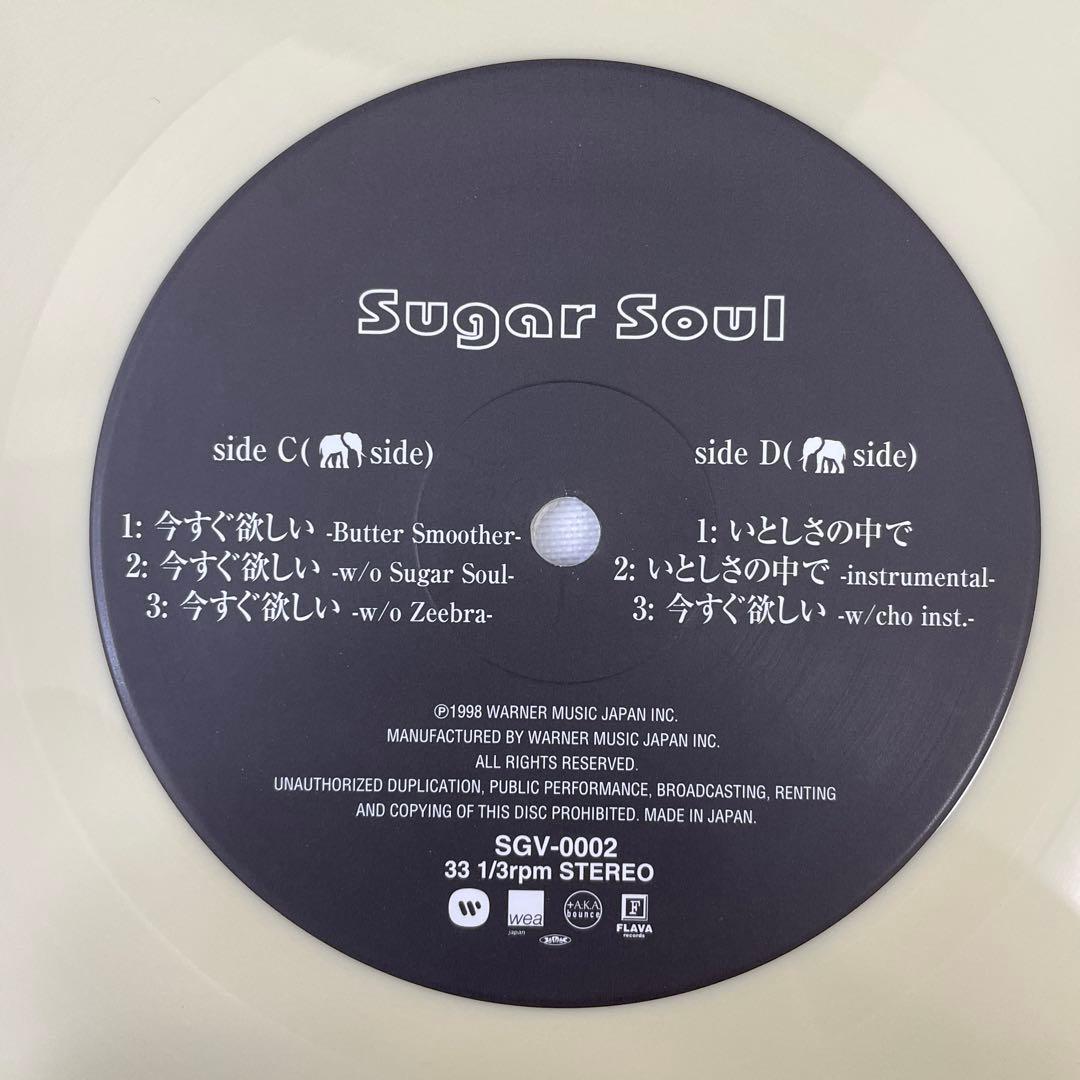 Sugar Soul
side C( side)
1: 今すぐ欲しい -Butter Smoother-
2: 今すぐ欲しい -w/o Sugar Soul-
3: 今すぐ欲しい -w/o Zeebra-
side D( side)
1: いとしさの中で
2: いとしさの中で -instrumental-
3: 今すぐ欲しい -w/cho inst.-
℗1998 WARNER MUSIC JAPAN INC.
MANUFACTURED BY WARNER MUSIC JAPAN INC.
ALL RIGHTS RESERVED.
UNAUTHORIZED DUPLICATION, PUBLIC PERFORMANCE, BROADCASTING, RENTING
AND COPYING OF THIS DISC PROHIBITED. MADE IN JAPAN.
SGV-0002
33 1/3rpm STEREO
wea
japan
+A.K.A.
bounce
F
FLAVA
records